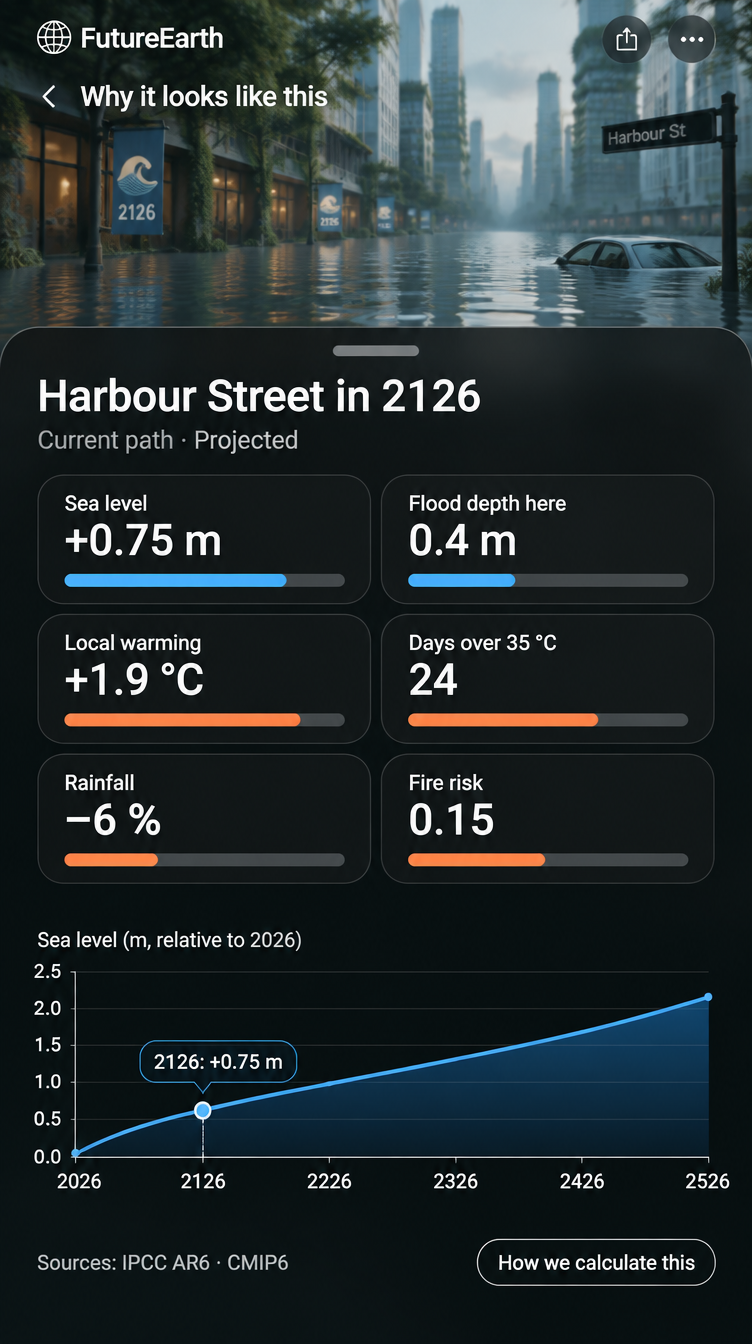 FutureEarth
Why it looks like this
Harbour St
2126
2126
Harbour Street in 2126
Current path · Projected
Sea level
+0.75 m
Flood depth here
0.4 m
Local warming
+1.9 °C
Days over 35 °C
24
Rainfall
−6 %
Fire risk
0.15
Sea level (m, relative to 2026)
2.5
2.0
1.5
1.0
0.5
0.0
2126: +0.75 m
2026
2126
2226
2326
2426
2526
Sources: IPCC AR6 · CMIP6
How we calculate this